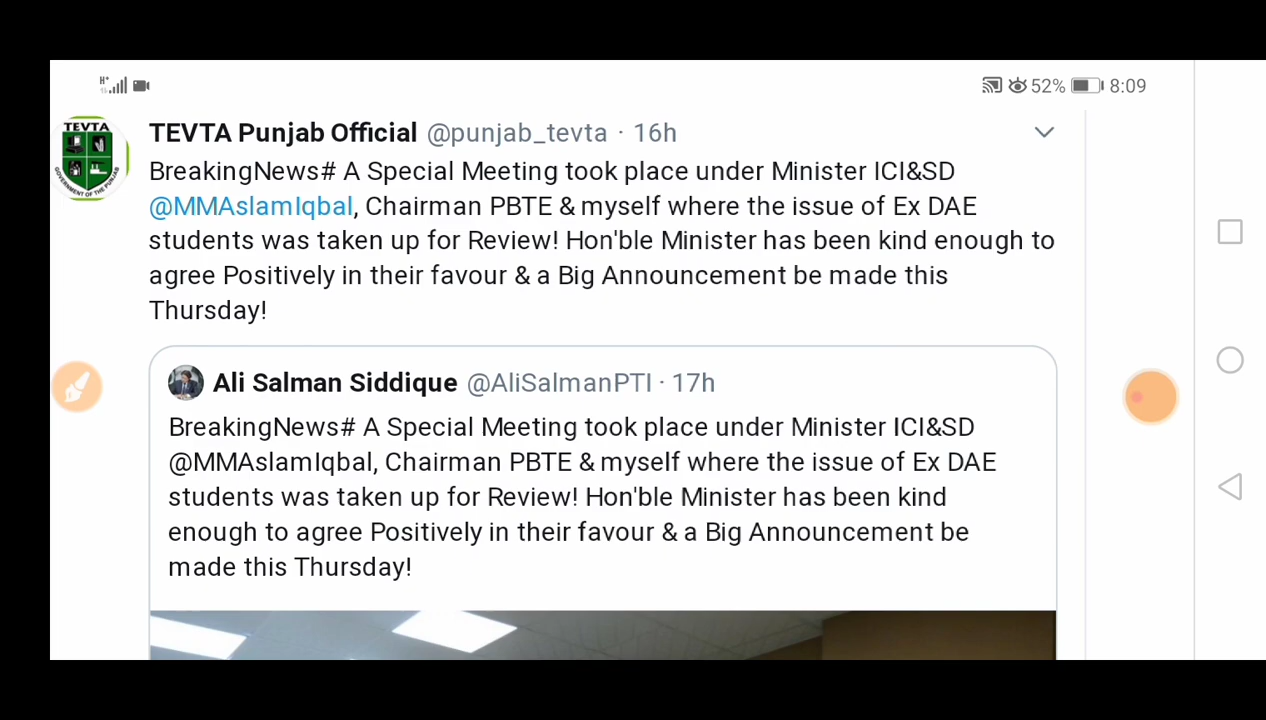 H+ 52% 8:09
TEVTA
GOVERNMENT OF THE PUNJAB
TEVTA Punjab Official @punjab_tevta · 16h
BreakingNews# A Special Meeting took place under Minister ICI&SD
@MMAslamIqbal, Chairman PBTE & myself where the issue of Ex DAE
students was taken up for Review! Hon'ble Minister has been kind enough to
agree Positively in their favour & a Big Announcement be made this
Thursday!
Ali Salman Siddique @AliSalmanPTI · 17h
BreakingNews# A Special Meeting took place under Minister ICI&SD
@MMAslamIqbal, Chairman PBTE & myself where the issue of Ex DAE
students was taken up for Review! Hon'ble Minister has been kind
enough to agree Positively in their favour & a Big Announcement be
made this Thursday!